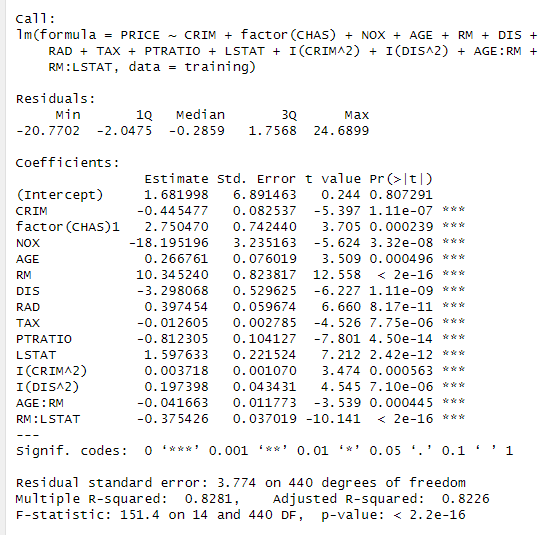 Call:
lm(formula = PRICE ~ CRIM + factor(CHAS) + NOX + AGE + RM + DIS +
    RAD + TAX + PTRATIO + LSTAT + I(CRIM^2) + I(DIS^2) + AGE:RM +
    RM:LSTAT, data = training)
Residuals:
     Min       1Q   Median       3Q      Max
-20.7702  -2.0475  -0.2859   1.7568  24.6899
Coefficients:
                Estimate Std. Error t value Pr(>|t|)
(Intercept)     1.681998   6.891463   0.244 0.807291
CRIM           -0.445477   0.082537  -5.397 1.11e-07 ***
factor(CHAS)1   2.750470   0.742440   3.705 0.000239 ***
NOX           -18.195196   3.235163  -5.624 3.32e-08 ***
AGE             0.266761   0.076019   3.509 0.000496 ***
RM             10.345240   0.823817  12.558  < 2e-16 ***
DIS            -3.298068   0.529625  -6.227 1.11e-09 ***
RAD             0.397454   0.059674   6.660 8.17e-11 ***
TAX            -0.012605   0.002785  -4.526 7.75e-06 ***
PTRATIO        -0.812305   0.104127  -7.801 4.50e-14 ***
LSTAT           1.597633   0.221524   7.212 2.42e-12 ***
I(CRIM^2)       0.003718   0.001070   3.474 0.000563 ***
I(DIS^2)        0.197398   0.043431   4.545 7.10e-06 ***
AGE:RM         -0.041663   0.011773  -3.539 0.000445 ***
RM:LSTAT       -0.375426   0.037019 -10.141  < 2e-16 ***
---
Signif. codes:  0 ‘***’ 0.001 ‘**’ 0.01 ‘*’ 0.05 ‘.’ 0.1 ‘ ’ 1
Residual standard error: 3.774 on 440 degrees of freedom
Multiple R-squared:  0.8281,    Adjusted R-squared:  0.8226
F-statistic: 151.4 on 14 and 440 DF,  p-value: < 2.2e-16